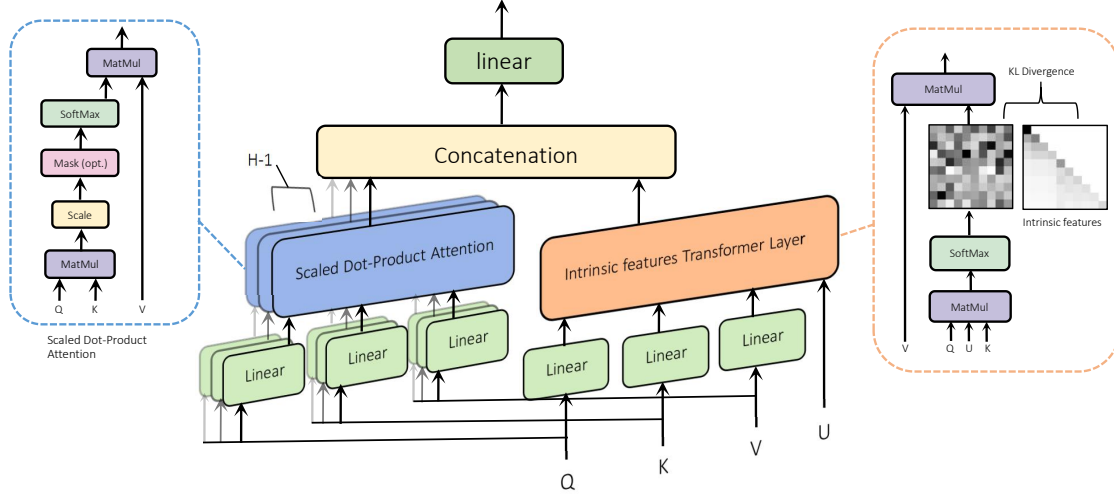 MatMul
SoftMax
Mask (opt.)
Scale
MatMul
Q K V
Scaled Dot-Product
Attention
linear
Concatenation
H-1
Scaled Dot-Product Attention
Intrinsic features Transformer Layer
Linear
Linear
Linear
Linear
Linear
Linear
Q
K
V
U
KL Divergence
MatMul
Intrinsic features
SoftMax
MatMul
V Q U K